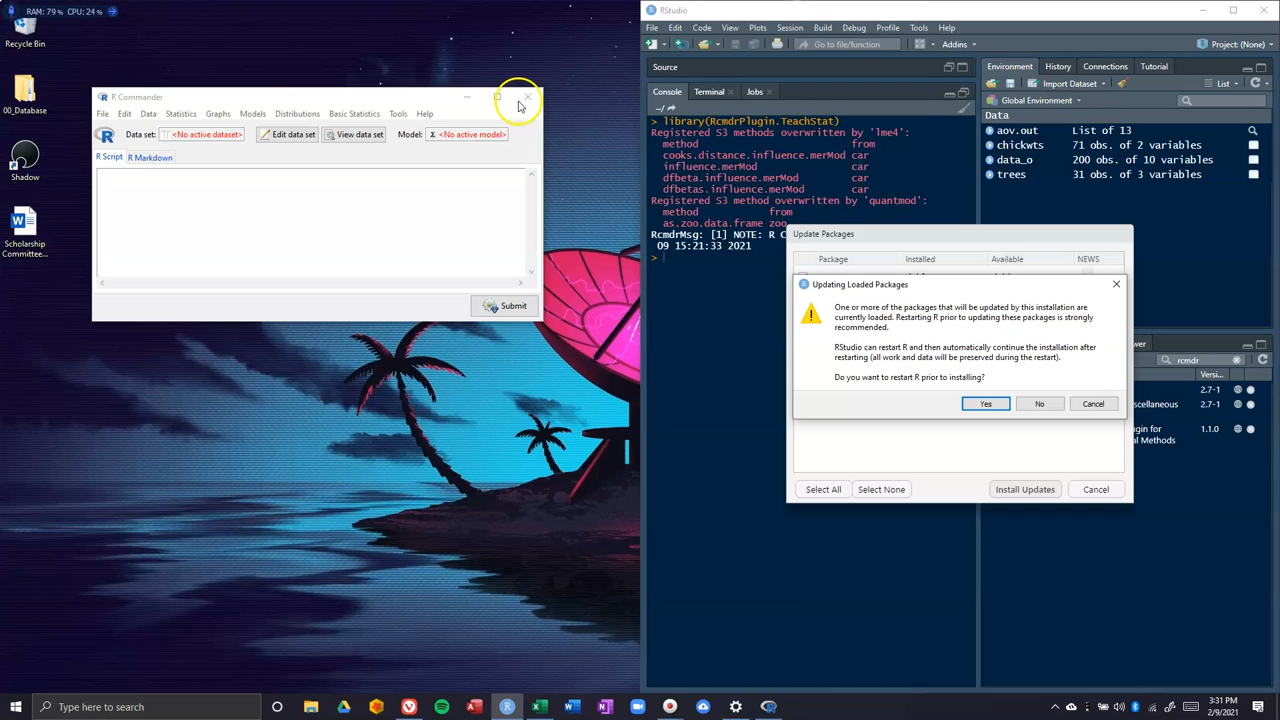 RAM: 79 % CPU: 24 %
Recycle Bin
00_Database
Shadow
[Internship
Committee...
R Commander
File Edit Data Statistics Graphs Models Distributions Basic Statistics Tools Help
Data set: <No active dataset> Edit data set View data set Model: Σ <No active model>
R Script R Markdown
Submit
RStudio
File Edit Code View Plots Session Build Debug Profile Tools Help
Go to file/function Addins Project: (None)
Source
Console Terminal Jobs
~/
> library(RcmdrPlugin.TeachStat)
Registered S3 methods overwritten by 'lme4':
method from
cooks.distance.influence.merMod car
influence.merMod car
dfbeta.influence.merMod car
dfbetas.influence.merMod car
Registered S3 method overwritten by 'quantmod':
method from
as.zoo.data.frame zoo
RcmdrMsg: [1] NOTE: R C
09 15:21:33 2021
>
Environment History Connections Tutorial
Import Dataset List
Global Environment
Data
aov.out List of 13
chickwts 71 obs. of 2 variables
data_o 200 obs. of 10 variables
trees 31 obs. of 3 variables
rcmdr
Versi...
2.7-1
scellaneous 2.7-1
gin for 1.1.0
al Methods
Update Packages
Package Installed Available NEWS
Updating Loaded Packages
One or more of the packages that will be updated by this installation are
currently loaded. Restarting R prior to updating these packages is strongly
recommended.
RStudio can restart R and then automatically continue the installation after
restarting (all work and data will be preserved during the restart).
Do you want to restart R prior to installing?
Yes No Cancel
Select All Select None Install Updates Cancel
Type here to search
3:31 PM
2/9/2021